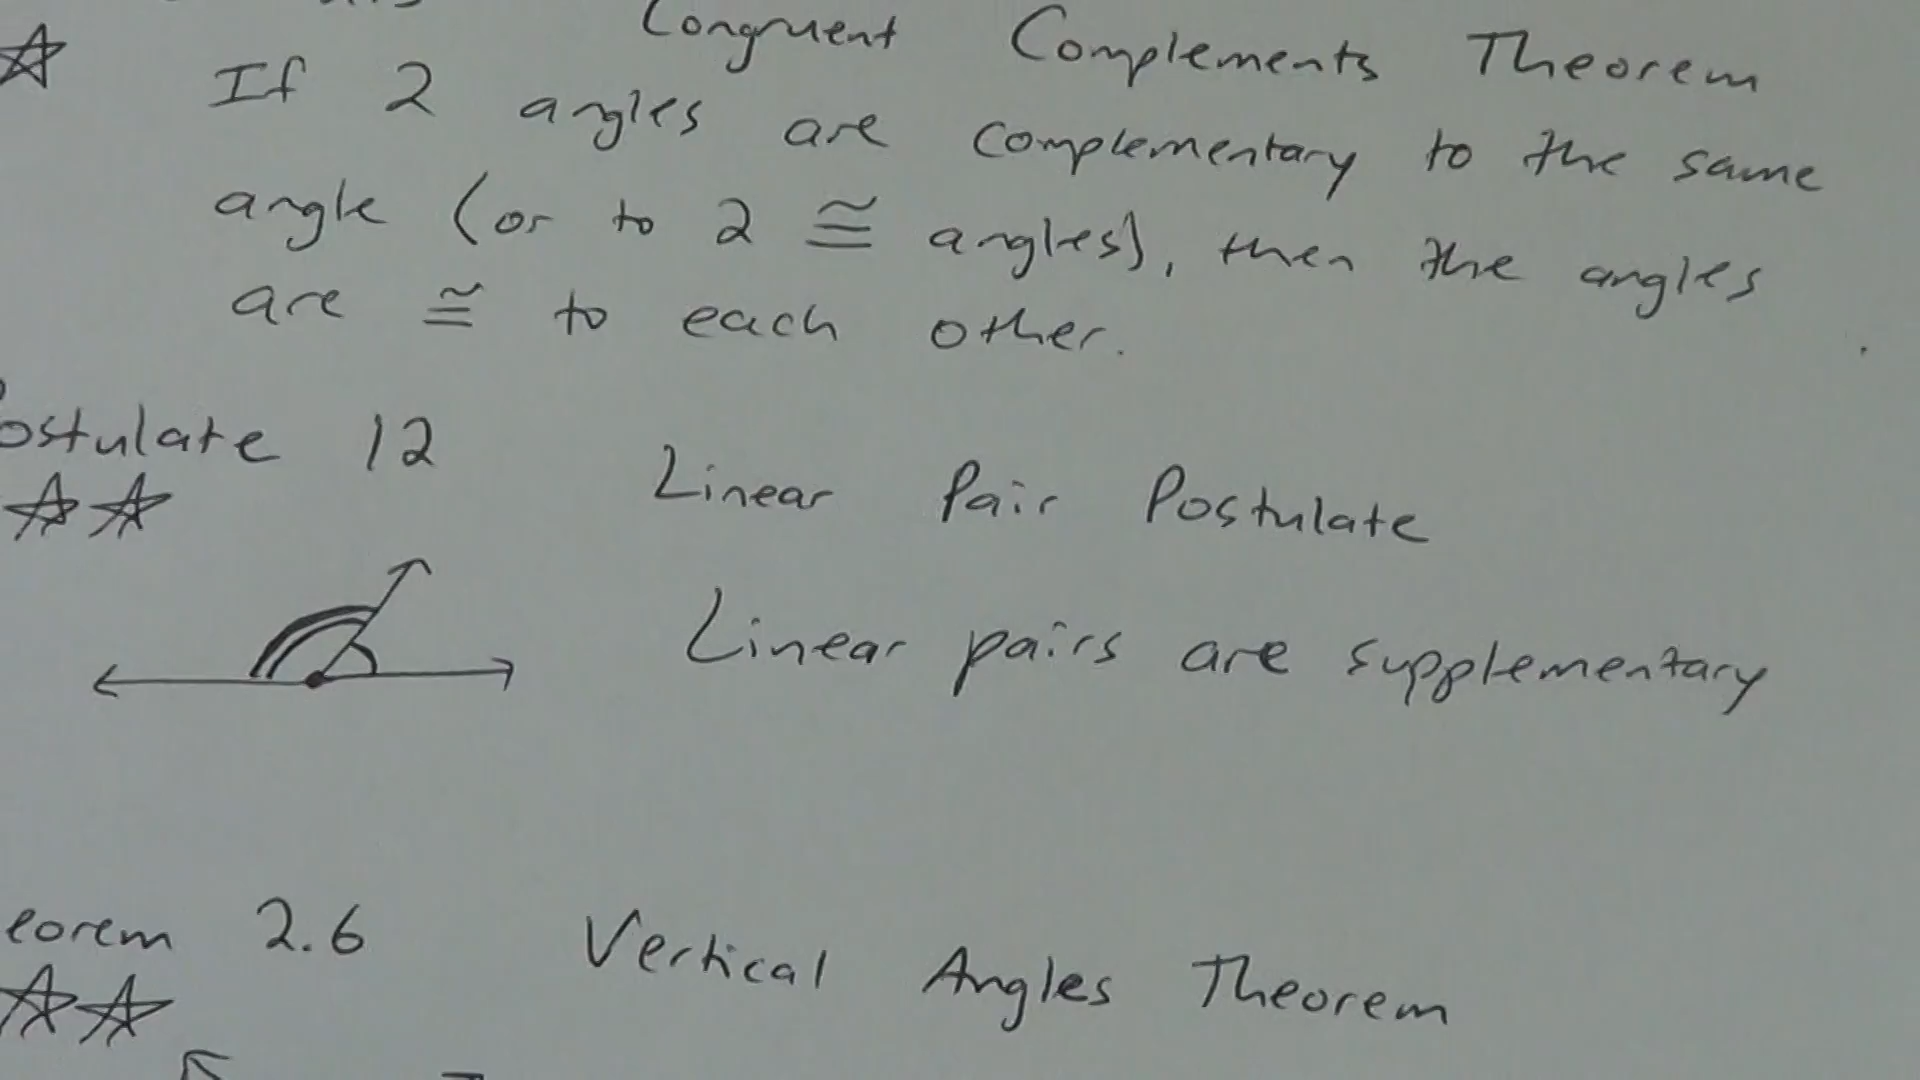 Congruent Complements Theorem
If 2 angles are complementary to the same
angle (or to 2 ≅ angles), then the angles
are ≅ to each other.
ostulate 12 Linear Pair Postulate
Linear pairs are supplementary
eorem 2.6 Vertical Angles Theorem